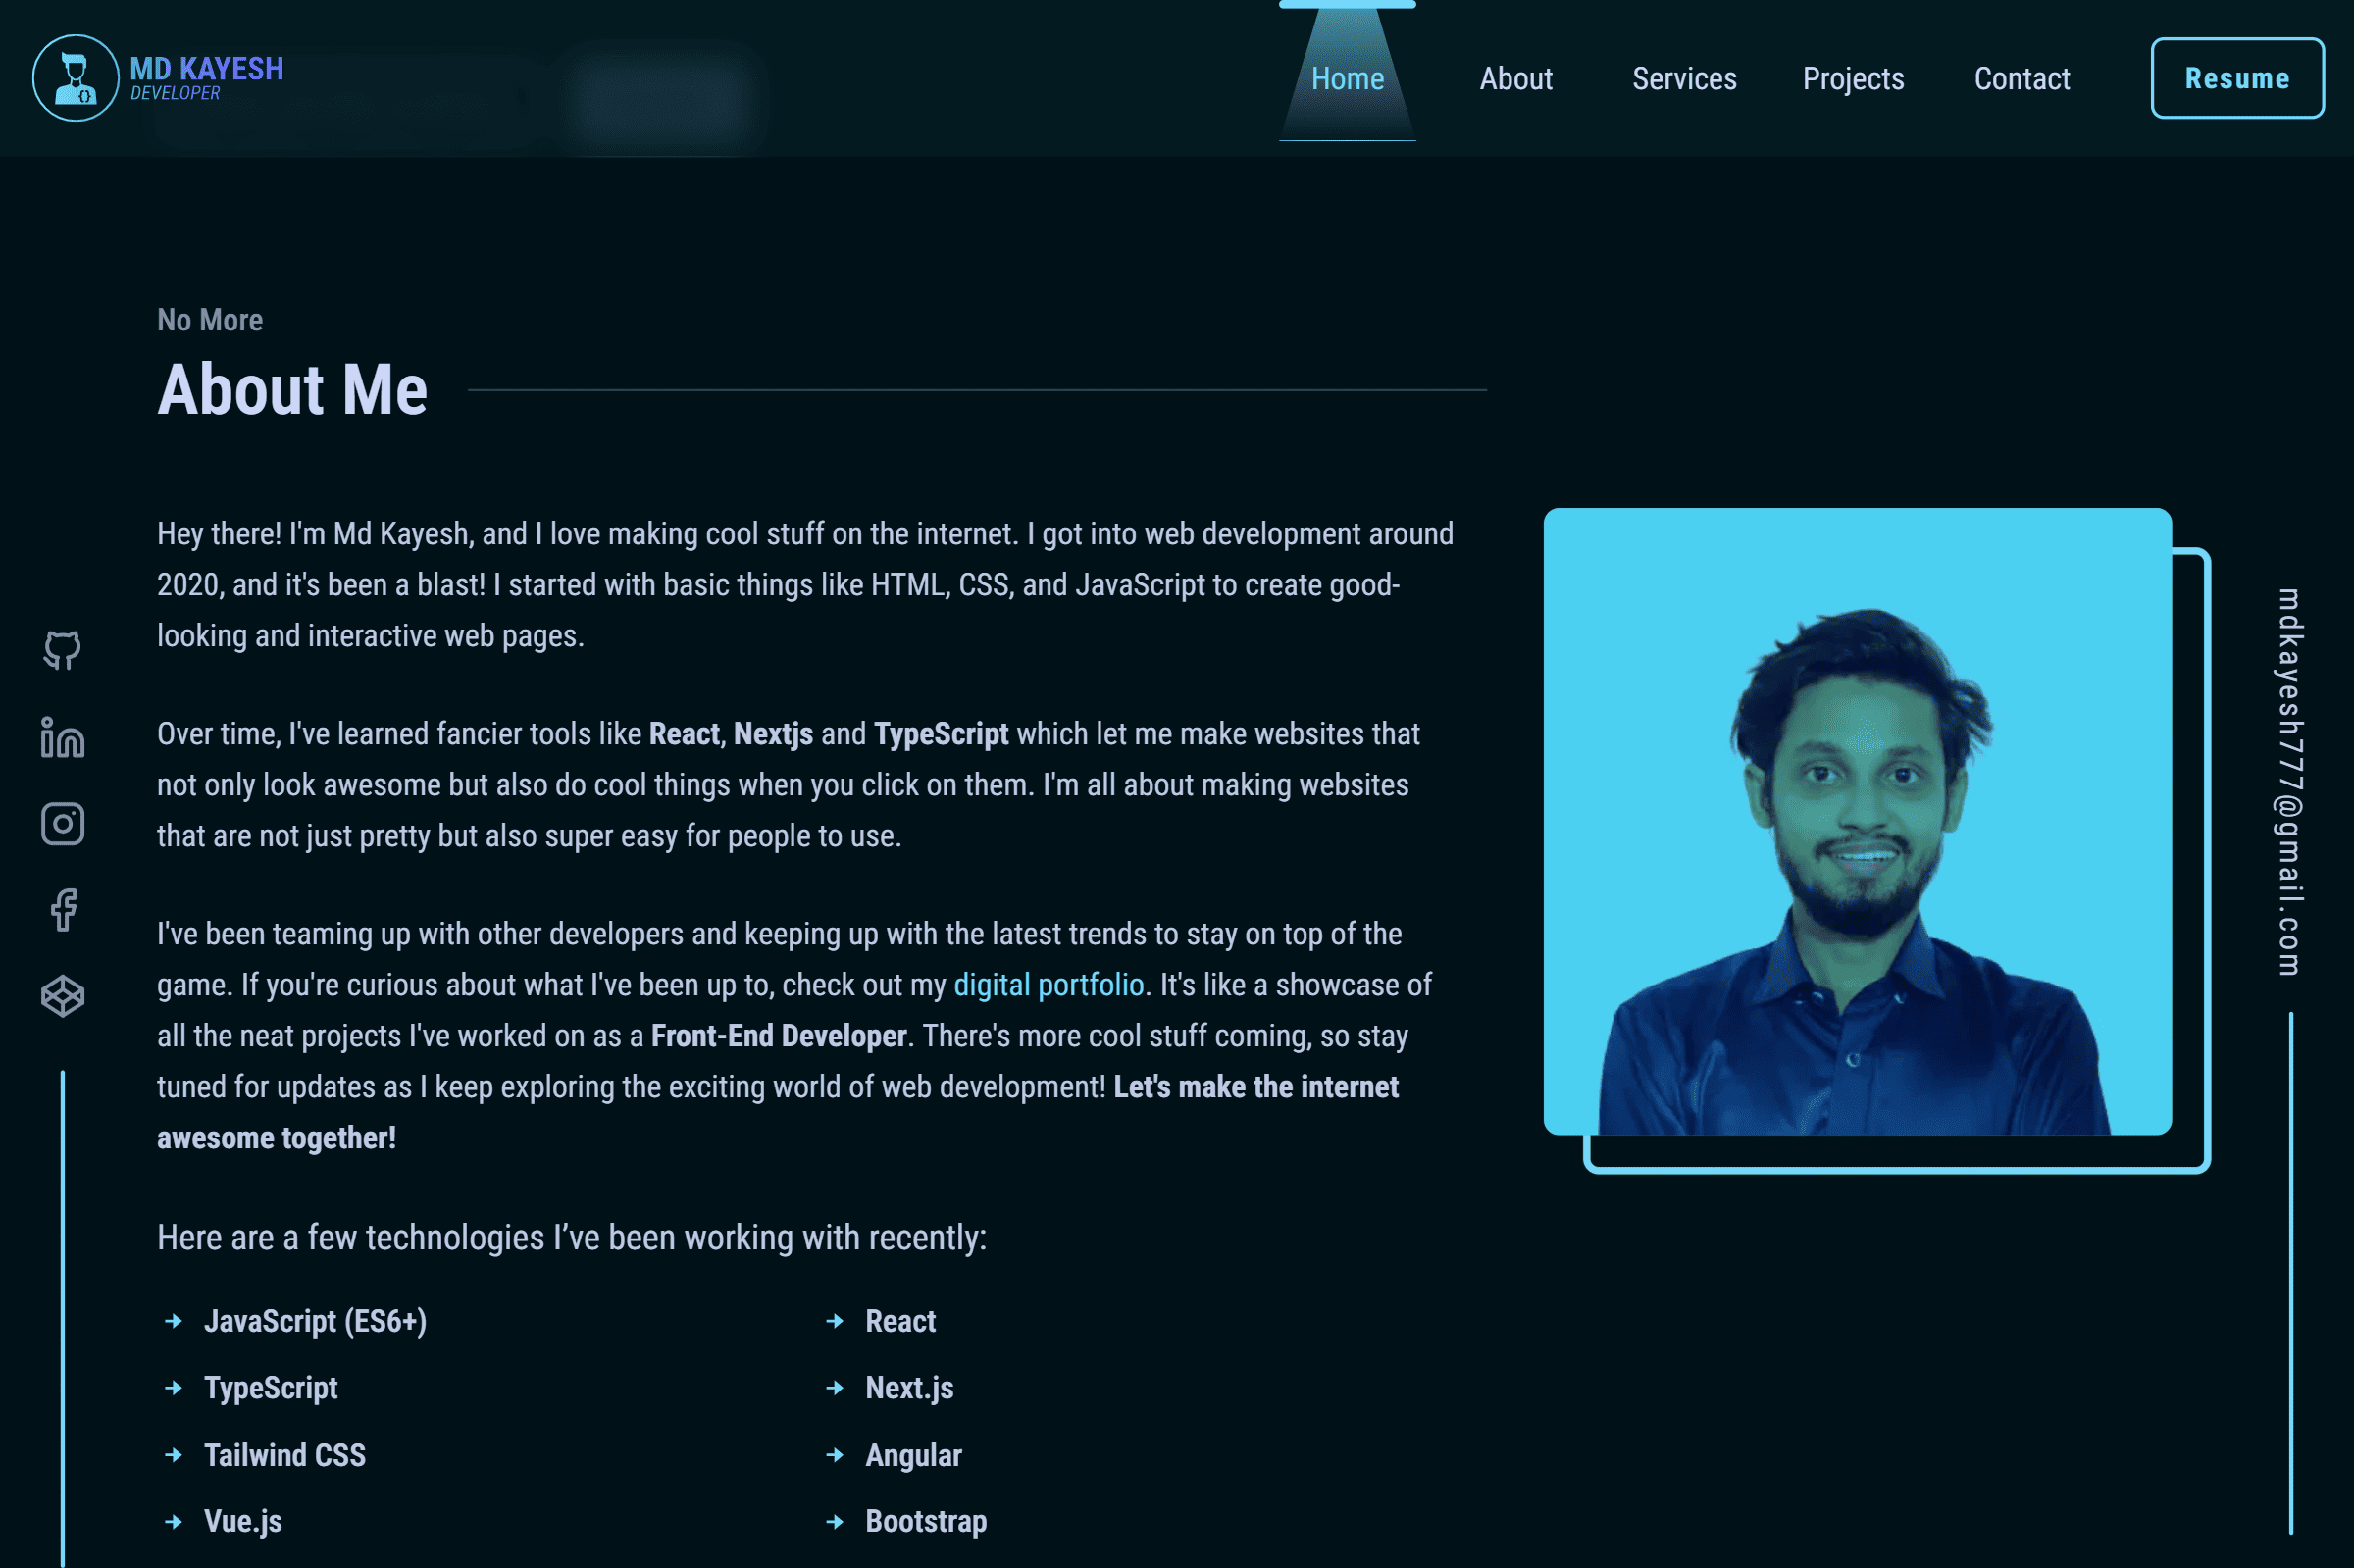 MD KAYESH
DEVELOPER
Home
About
Services
Projects
Contact
Resume
No More
About Me
Hey there! I'm Md Kayesh, and I love making cool stuff on the internet. I got into web development around
2020, and it's been a blast! I started with basic things like HTML, CSS, and JavaScript to create good-
looking and interactive web pages.
Over time, I've learned fancier tools like React, Nextjs and TypeScript which let me make websites that
not only look awesome but also do cool things when you click on them. I'm all about making websites
that are not just pretty but also super easy for people to use.
I've been teaming up with other developers and keeping up with the latest trends to stay on top of the
game. If you're curious about what I've been up to, check out my digital portfolio. It's like a showcase of
all the neat projects I've worked on as a Front-End Developer. There's more cool stuff coming, so stay
tuned for updates as I keep exploring the exciting world of web development! Let's make the internet
awesome together!
Here are a few technologies I’ve been working with recently:
JavaScript (ES6+)
React
TypeScript
Next.js
Tailwind CSS
Angular
Vue.js
Bootstrap
mdkayesh777@gmail.com